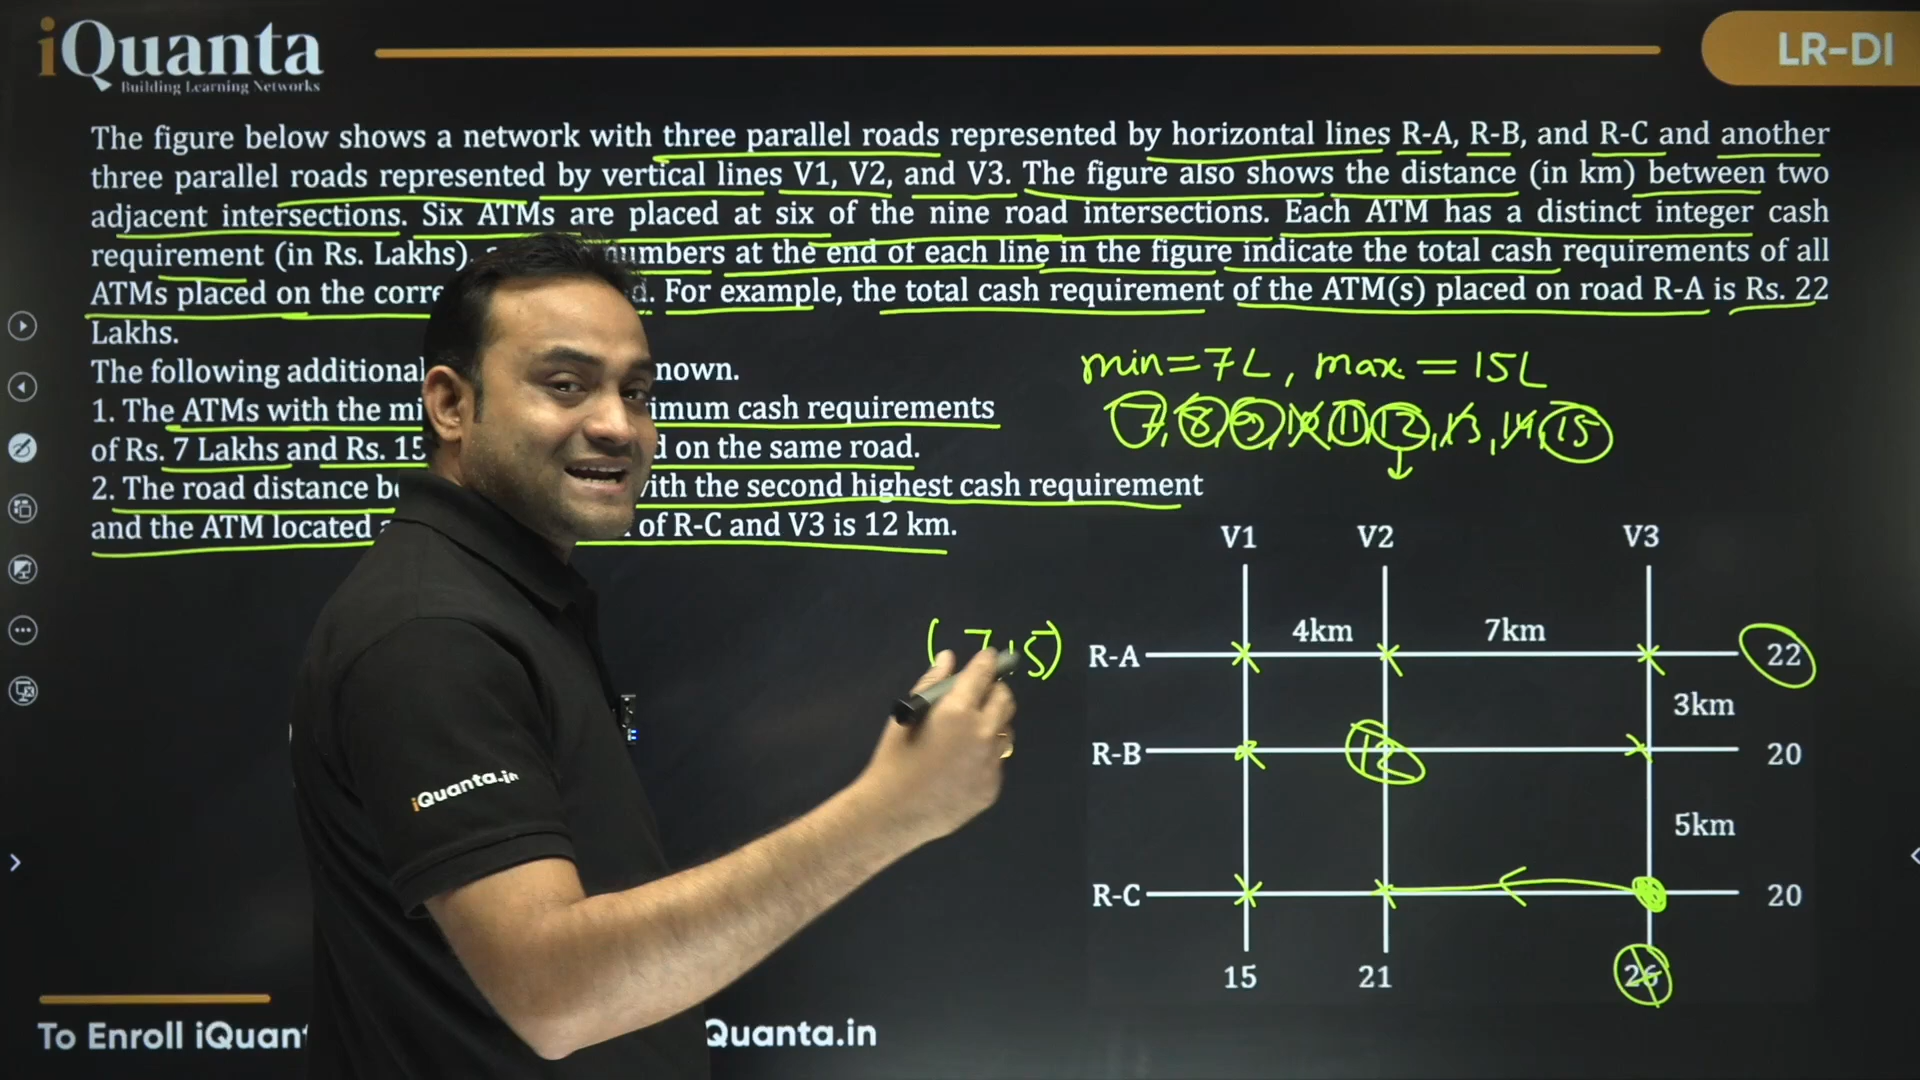 iQuanta
Building Learning Networks
LR-DI
The figure below shows a network with three parallel roads represented by horizontal lines R-A, R-B, and R-C and another
three parallel roads represented by vertical lines V1, V2, and V3. The figure also shows the distance (in km) between two
adjacent intersections. Six ATMs are placed at six of the nine road intersections. Each ATM has a distinct integer cash
requirement (in Rs. Lakhs), numbers at the end of each line in the figure indicate the total cash requirements of all
ATMs placed on the For example, the total cash requirement of the ATM(s) placed on road R-A is Rs. 22
Lakhs.
The following additional
1. The ATMs with the cash requirements
of Rs. 7 Lakhs and Rs. 15 on the same road.
2. The road distance with the second highest cash requirement
and the ATM located of R-C and V3 is 12 km.
min = 7L, max = 15L
7, 8, 9, 10, 11, 12, 13, 14, 15
V1 V2 V3
4km 7km
(7, 15)
R-A 22
3km
R-B 12 20
5km
R-C 20
15 21 26
iQuanta.in
To Enroll Quanta.in